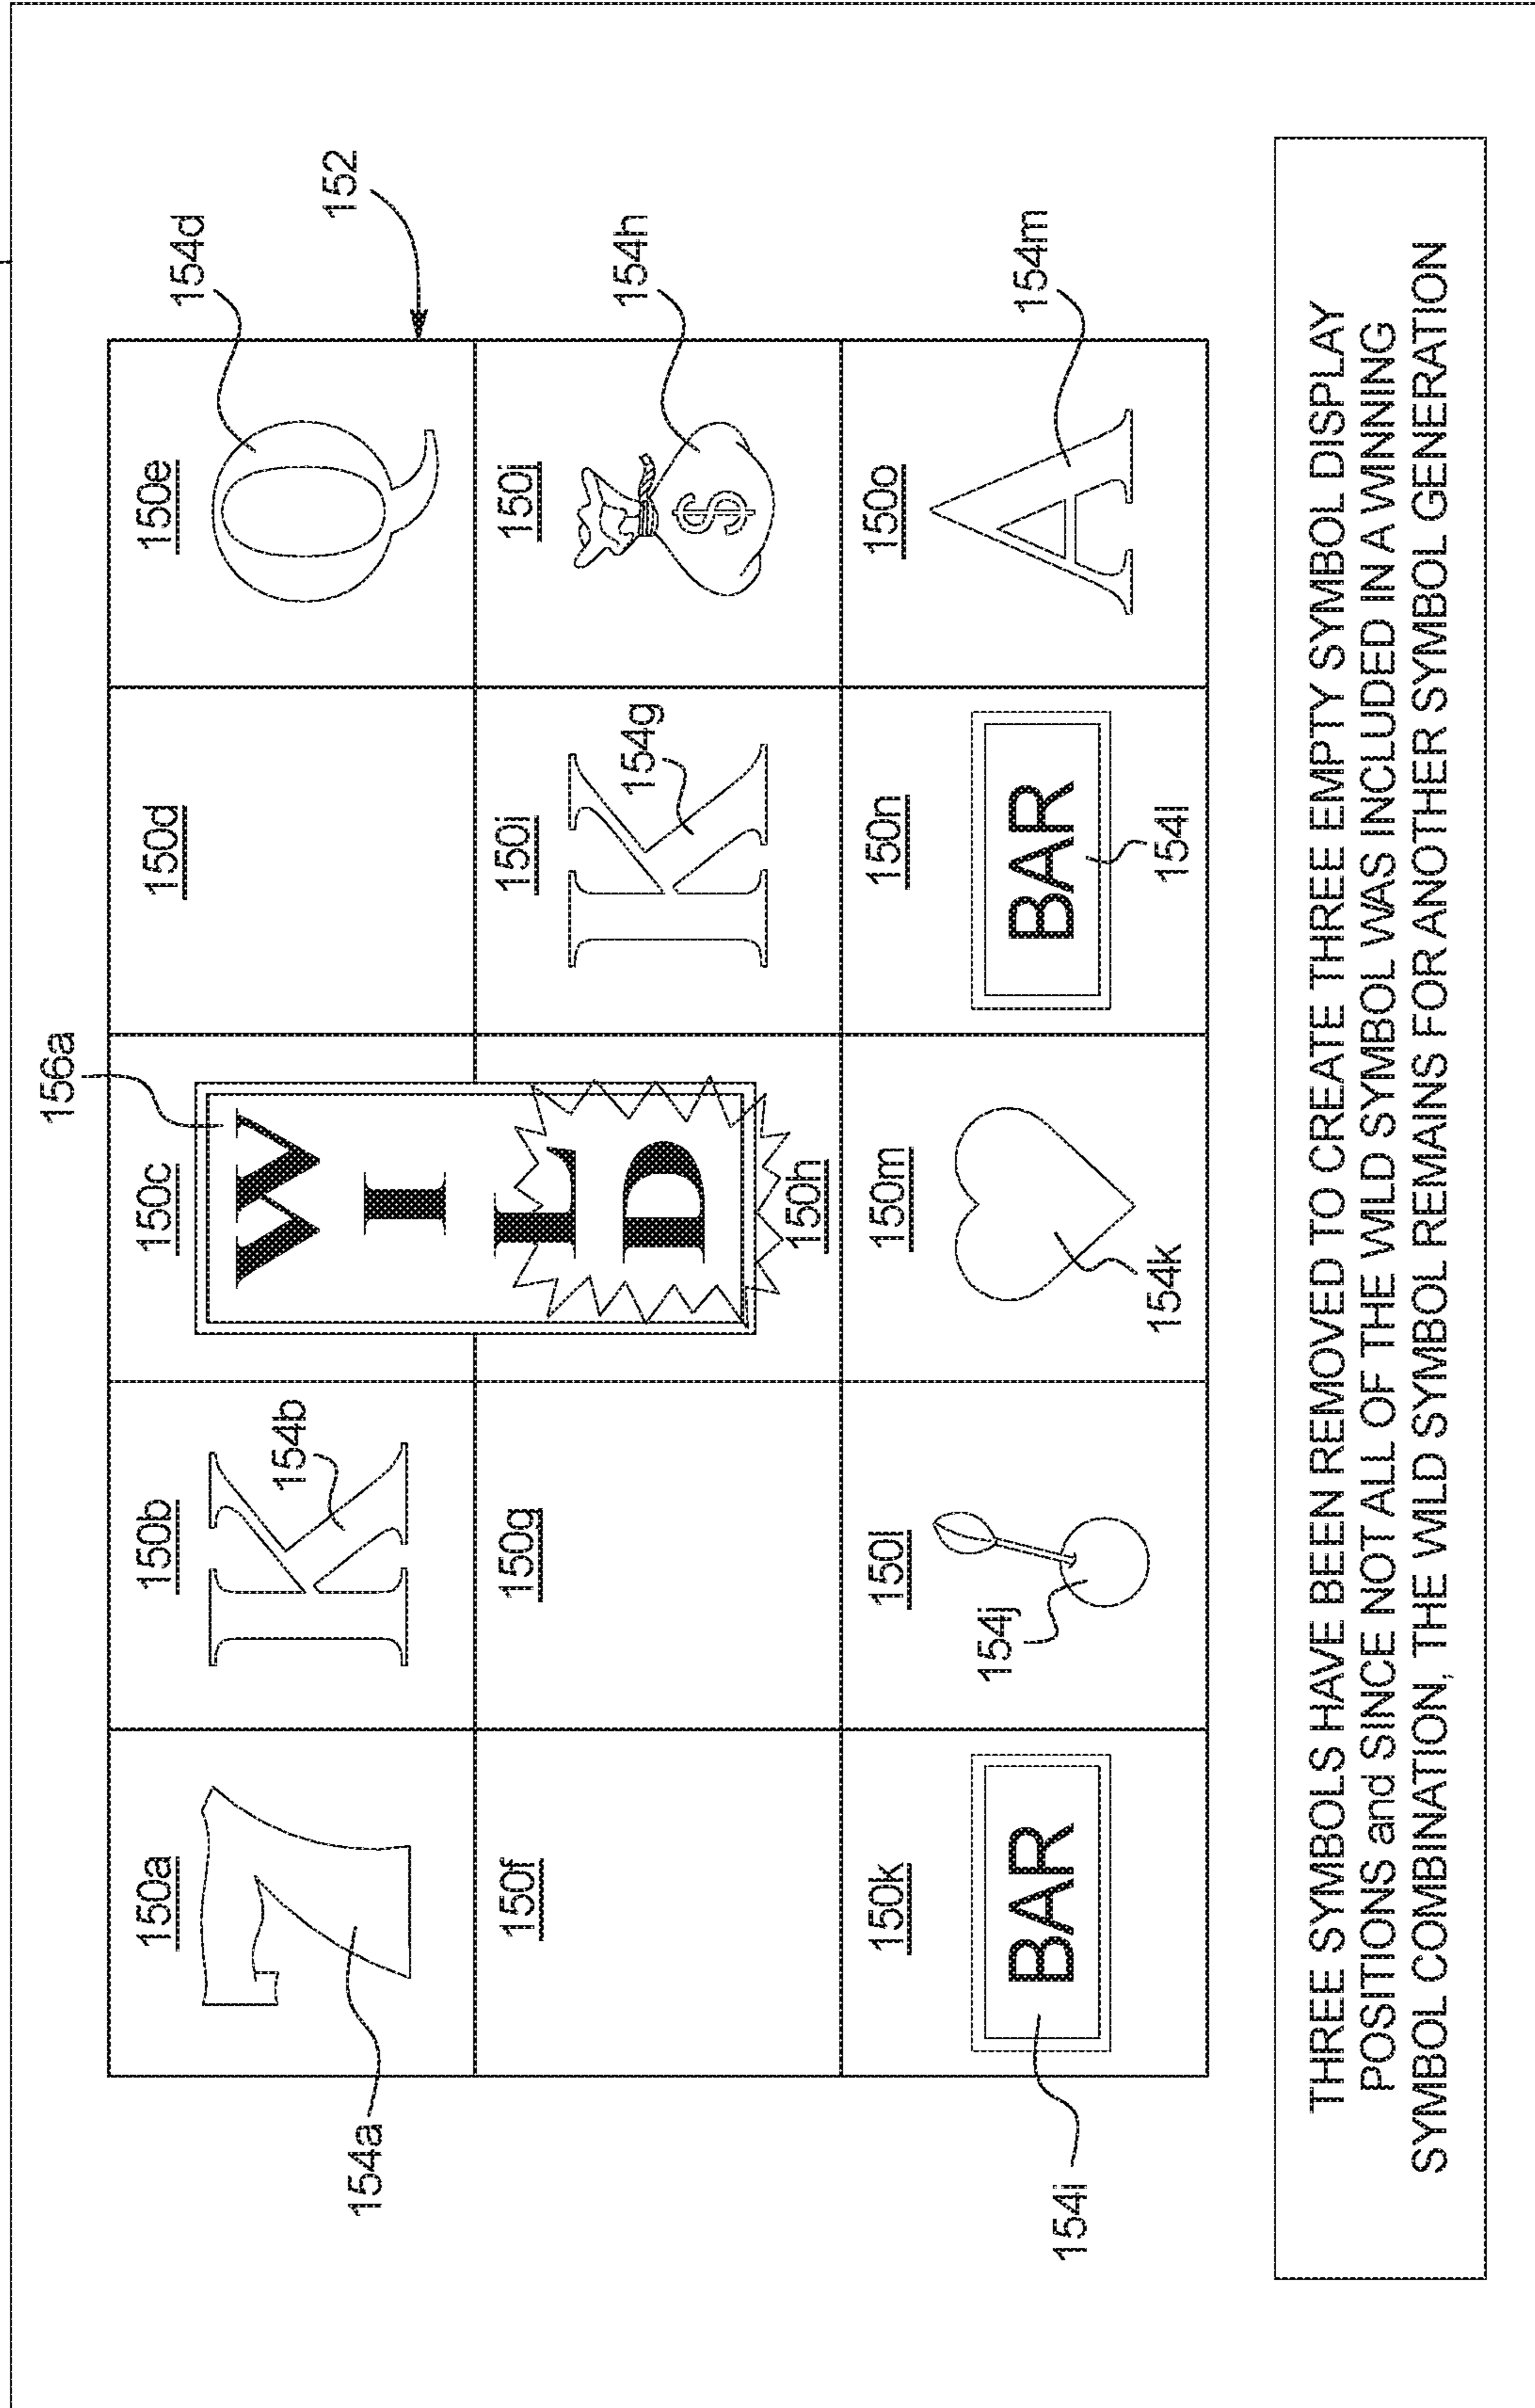 156a
150a
150b
150c
150d
150e
154d
154b
W
I
L
D
152
154a
150f
150g
150h
150i
150j
154g
$
154h
K
K
Q
7
150k
150l
150m
150n
150o
BAR
BAR
A
154m
154i
154j
154k
154l
THREE SYMBOLS HAVE BEEN REMOVED TO CREATE THREE EMPTY SYMBOL DISPLAY
POSITIONS and SINCE NOT ALL OF THE WILD SYMBOL WAS INCLUDED IN A WINNING
SYMBOL COMBINATION, THE WILD SYMBOL REMAINS FOR ANOTHER SYMBOL GENERATION